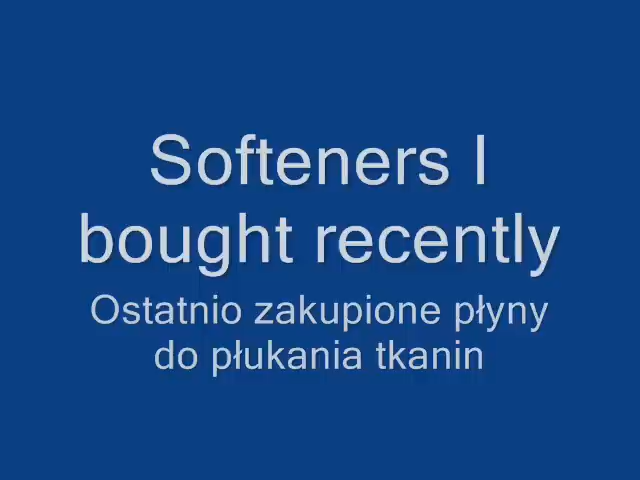 Softeners I
bought recently
Ostatnio zakupione płyny
do płukania tkanin